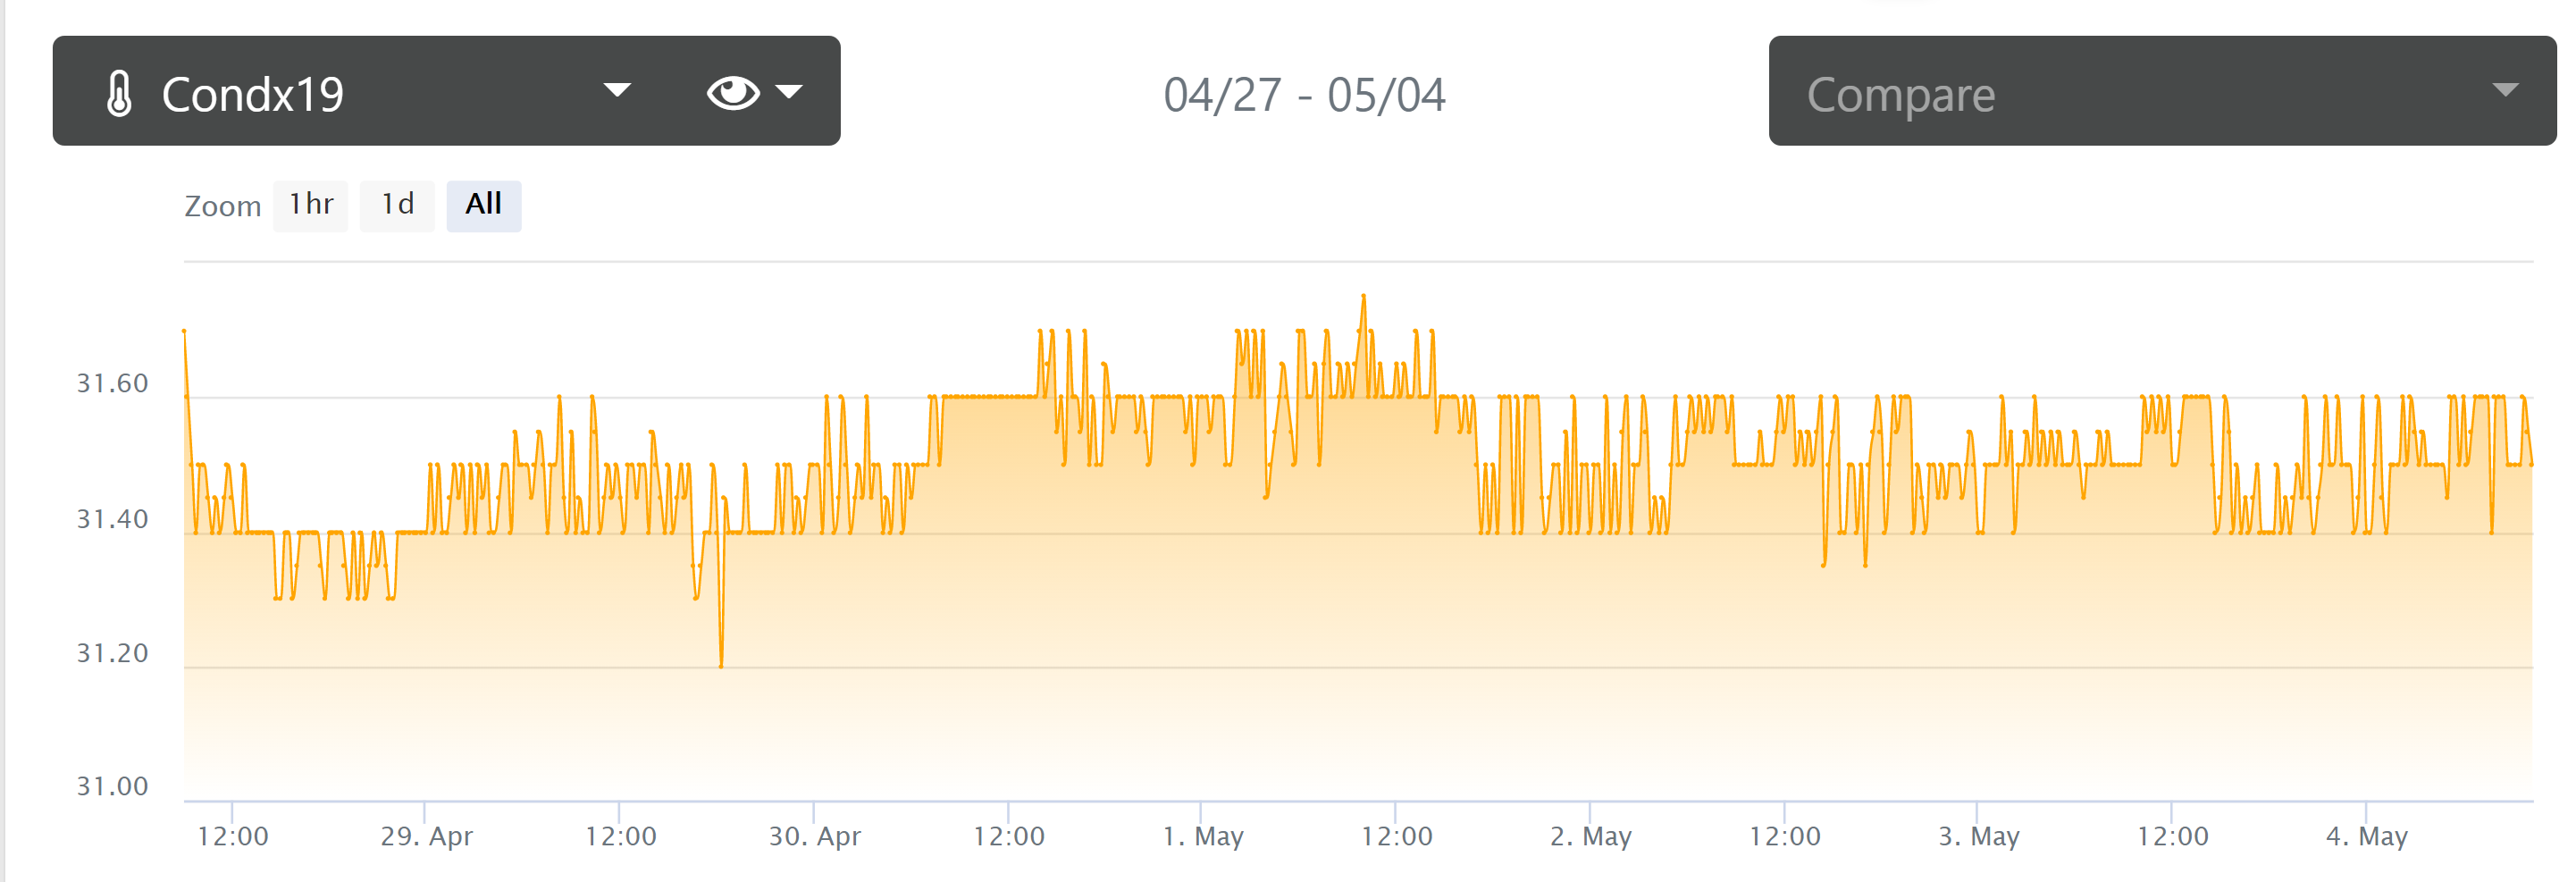 Condx19
04/27 - 05/04
Compare
Zoom 1hr 1d All
31.60
31.40
31.20
31.00
12:00 29. Apr 12:00 30. Apr 12:00 1. May 12:00 2. May 12:00 3. May 12:00 4. May